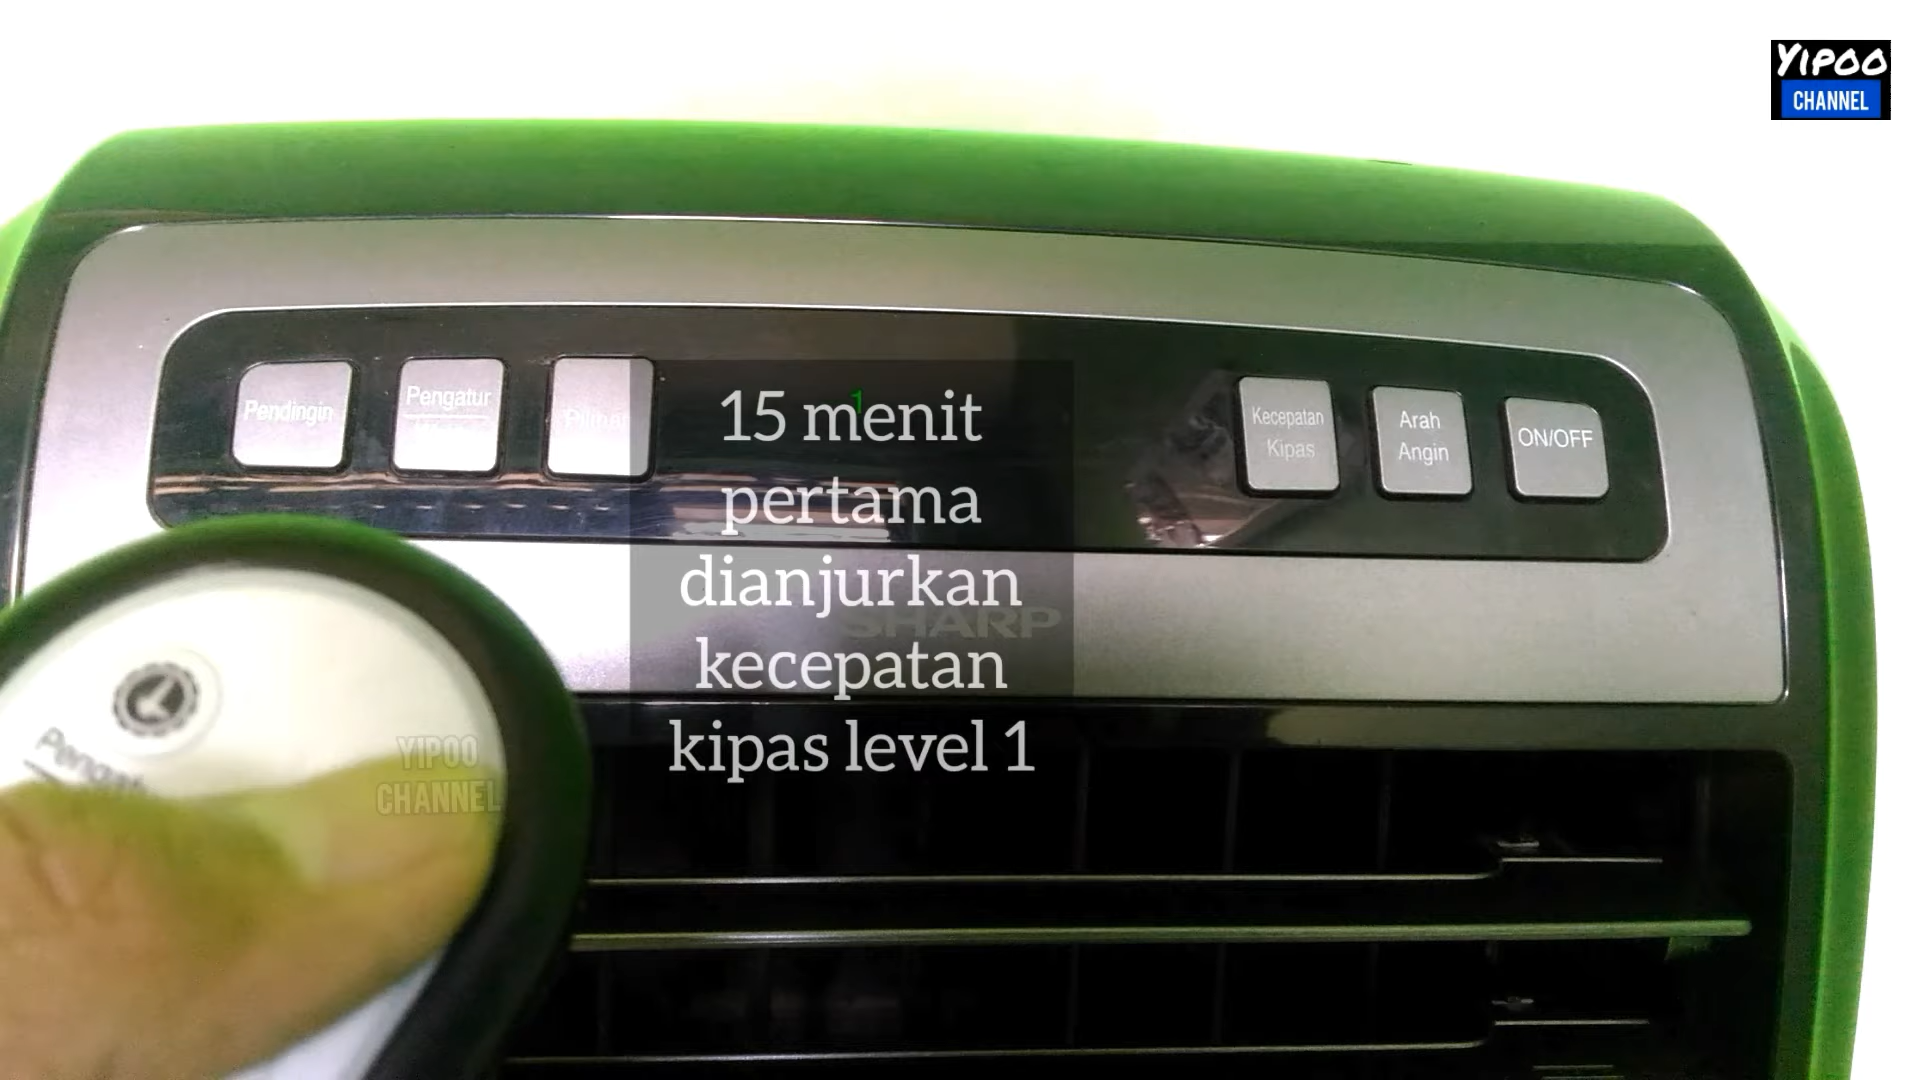 YIPOO
CHANNEL
Pendingin
Pengatur
Kecepatan
Kipas
Arah
Angin
ON/OFF
1
15 menit
pertama
dianjurkan
kecepatan
kipas level 1
SHARP
YIPOO
CHANNEL